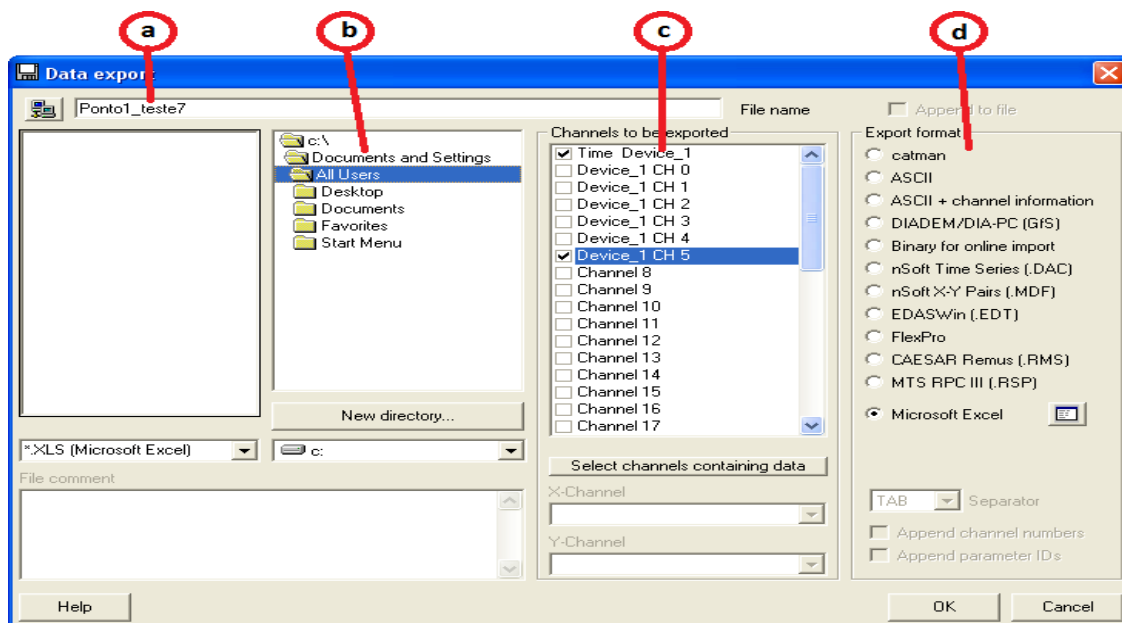 a b c d
Data export
Ponto1_teste7
File name
Append to file
c:\
Documents and Settings
All Users
Desktop
Documents
Favorites
Start Menu
New directory...
*.XLS (Microsoft Excel)
c:
File comment
Channels to be exported
Time Device_1
Device_1 CH 0
Device_1 CH 1
Device_1 CH 2
Device_1 CH 3
Device_1 CH 4
Device_1 CH 5
Channel 8
Channel 9
Channel 10
Channel 11
Channel 12
Channel 13
Channel 14
Channel 15
Channel 16
Channel 17
Select channels containing data
X-Channel
Y-Channel
Export format
catman
ASCII
ASCII + channel information
DIADEM/DIA-PC (GfS)
Binary for online import
nSoft Time Series (.DAC)
nSoft X-Y Pairs (.MDF)
EDASWin (.EDT)
FlexPro
CAESAR Remus (.RMS)
MTS RPC III (.RSP)
Microsoft Excel
TAB
Separator
Append channel numbers
Append parameter IDs
Help
OK
Cancel